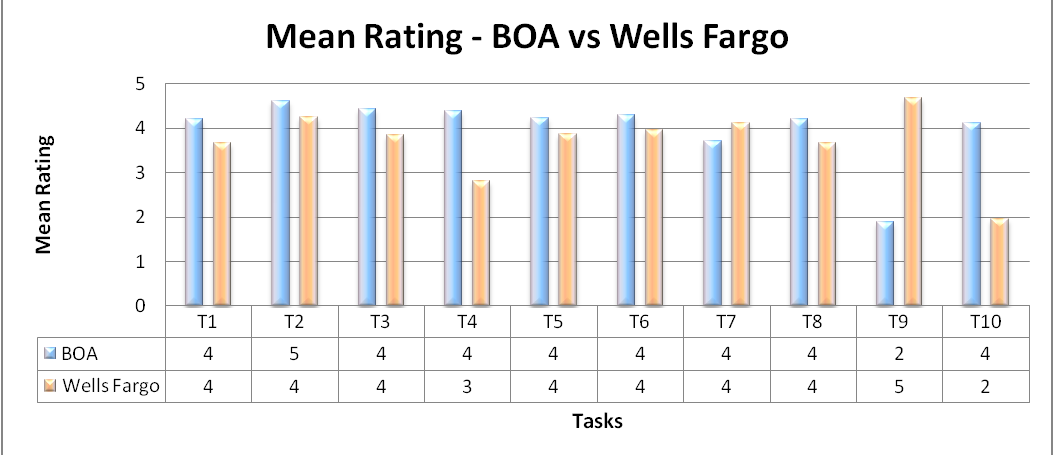 Mean Rating - BOA vs Wells Fargo
Mean Rating
5
4
3
2
1
0
T1 T2 T3 T4 T5 T6 T7 T8 T9 T10
BOA 4 5 4 4 4 4 4 4 2 4
Wells Fargo 4 4 4 3 4 4 4 4 5 2
Tasks